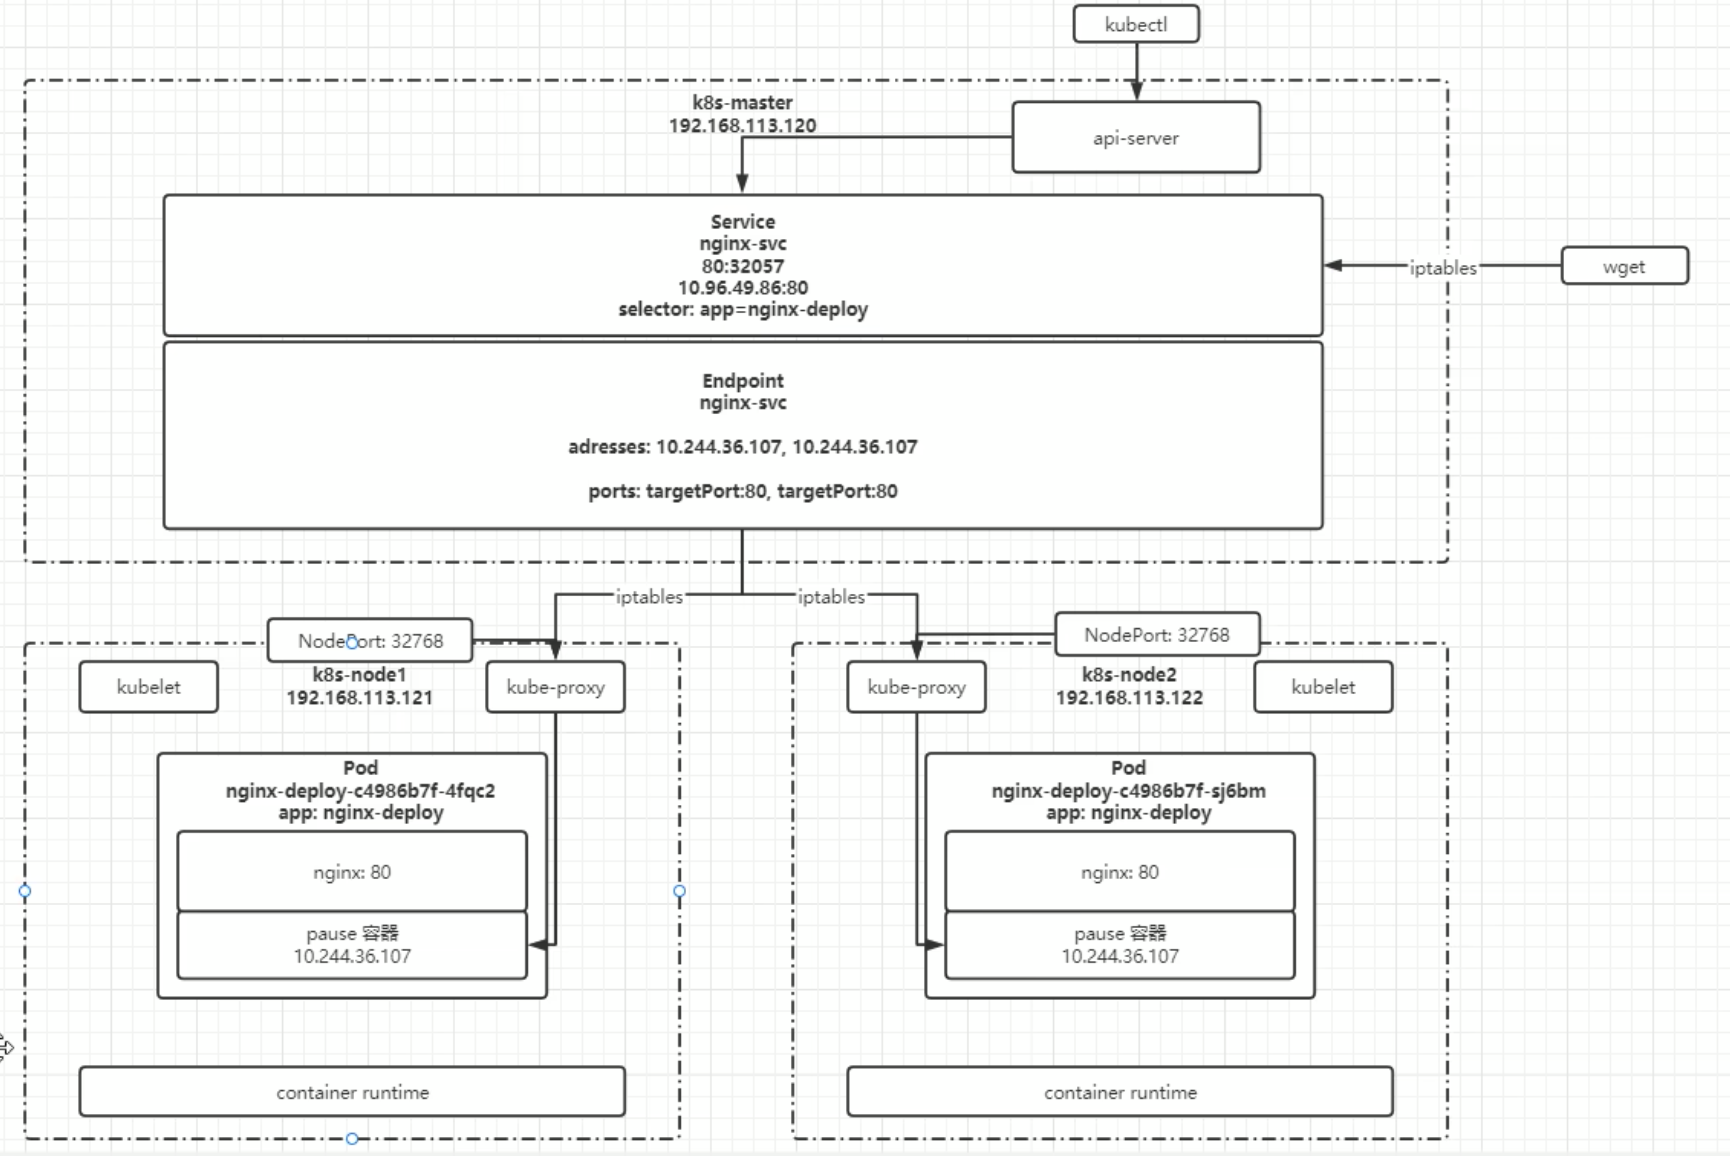 kubectl
k8s-master
192.168.113.120
api-server
Service
nginx-svc
80:32057
10.96.49.86:80
selector: app=nginx-deploy
iptables
wget
Endpoint
nginx-svc
adresses: 10.244.36.107, 10.244.36.107
ports: targetPort:80, targetPort:80
iptables
iptables
NodePort: 32768
kubelet
k8s-node1
192.168.113.121
kube-proxy
Pod
nginx-deploy-c4986b7f-4fqc2
app: nginx-deploy
nginx: 80
pause 容器
10.244.36.107
container runtime
NodePort: 32768
kube-proxy
k8s-node2
192.168.113.122
kubelet
Pod
nginx-deploy-c4986b7f-sj6bm
app: nginx-deploy
nginx: 80
pause 容器
10.244.36.107
container runtime